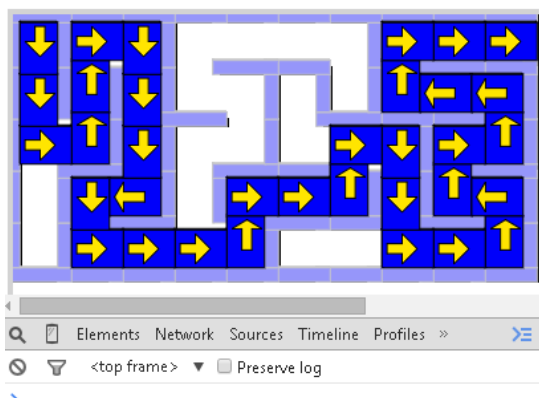 Elements Network Sources Timeline Profiles »
<top frame> ▼ Preserve log